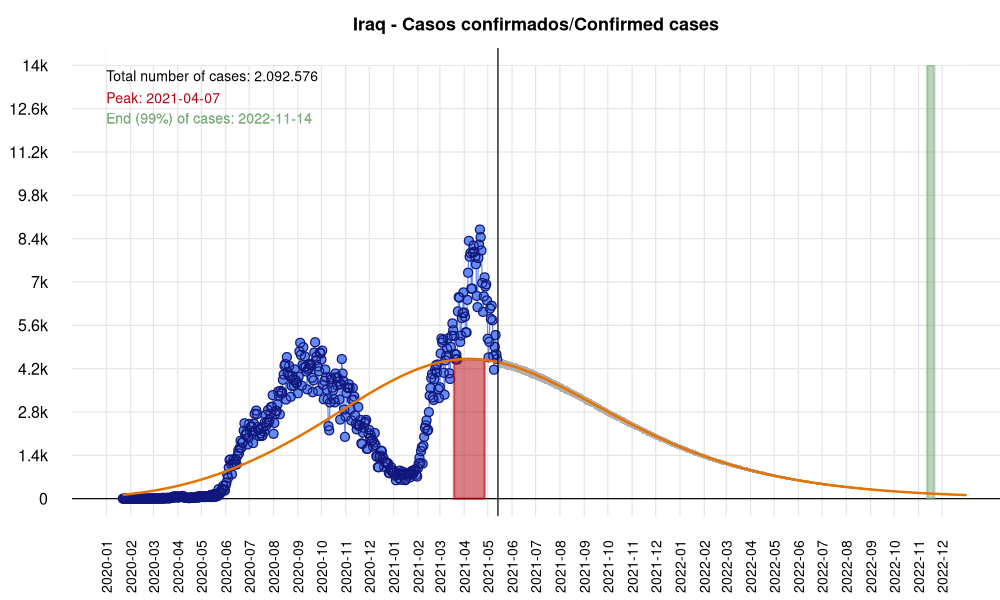 Iraq - Casos confirmados/Confirmed cases
Total number of cases: 2.092.576
Peak: 2021-04-07
End (99%) of cases: 2022-11-14
14k
12.6k
11.2k
9.8k
8.4k
7k
5.6k
4.2k
2.8k
1.4k
0
2020-01
2020-02
2020-03
2020-04
2020-05
2020-06
2020-07
2020-08
2020-09
2020-10
2020-11
2020-12
2021-01
2021-02
2021-03
2021-04
2021-05
2021-06
2021-07
2021-08
2021-09
2021-10
2021-11
2021-12
2022-01
2022-02
2022-03
2022-04
2022-05
2022-06
2022-07
2022-08
2022-09
2022-10
2022-11
2022-12